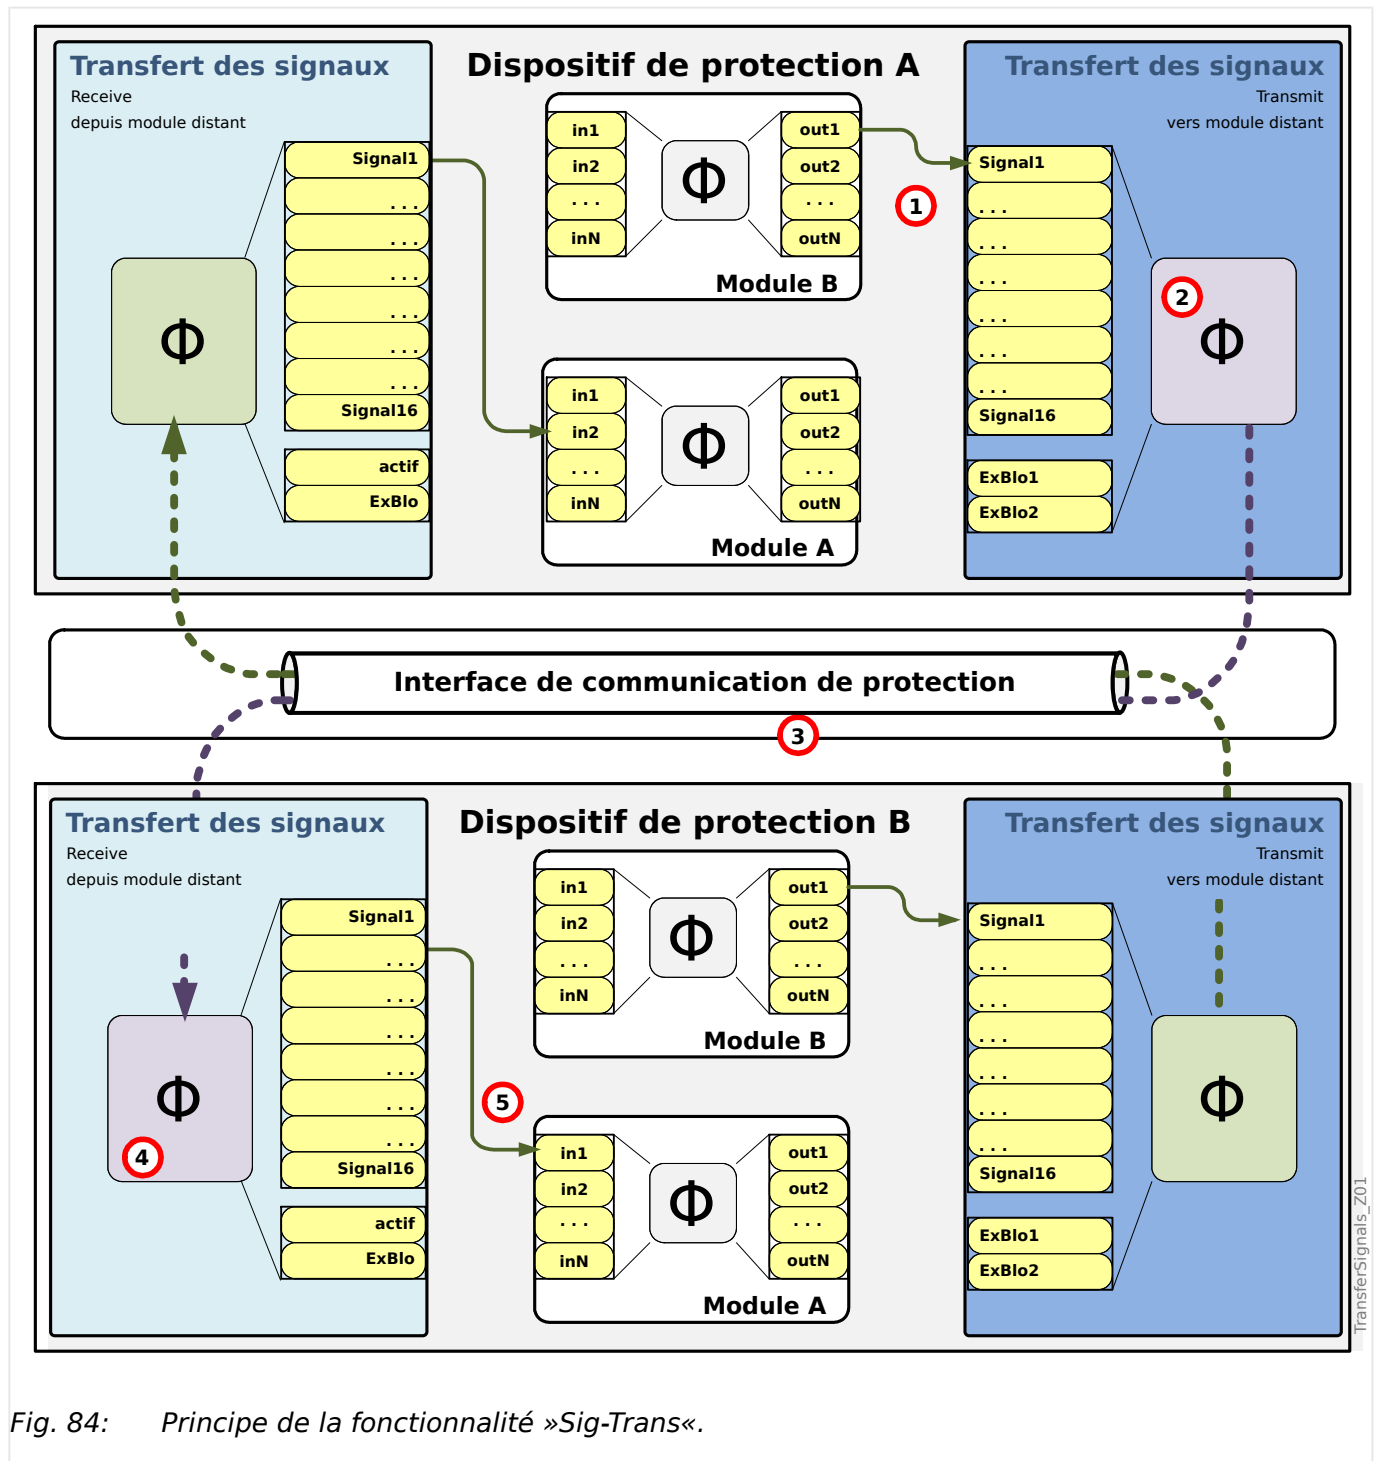 Transfert des signaux
Receive
depuis module distant
Signal1
. . .
. . .
. . .
. . .
. . .
. . .
Signal16
actif
ExBlo
Φ
Dispositif de protection A
in1
in2
. . .
inN
Φ
out1
out2
. . .
outN
Module B
in1
in2
. . .
inN
Φ
out1
out2
. . .
outN
Module A
1
Transfert des signaux
Transmit
vers module distant
Signal1
. . .
. . .
. . .
. . .
. . .
. . .
Signal16
ExBlo1
ExBlo2
2
Φ
Interface de communication de protection
3
Transfert des signaux
Receive
depuis module distant
Signal1
. . .
. . .
. . .
. . .
. . .
. . .
Signal16
actif
ExBlo
Φ
4
Dispositif de protection B
in1
in2
. . .
inN
Φ
out1
out2
. . .
outN
Module B
5
in1
in2
. . .
inN
Φ
out1
out2
. . .
outN
Module A
Transfert des signaux
Transmit
vers module distant
Signal1
. . .
. . .
. . .
. . .
. . .
. . .
Signal16
ExBlo1
ExBlo2
Φ
TransferSignals_Z01
Fig. 84: Principe de la fonctionnalité »Sig-Trans«.